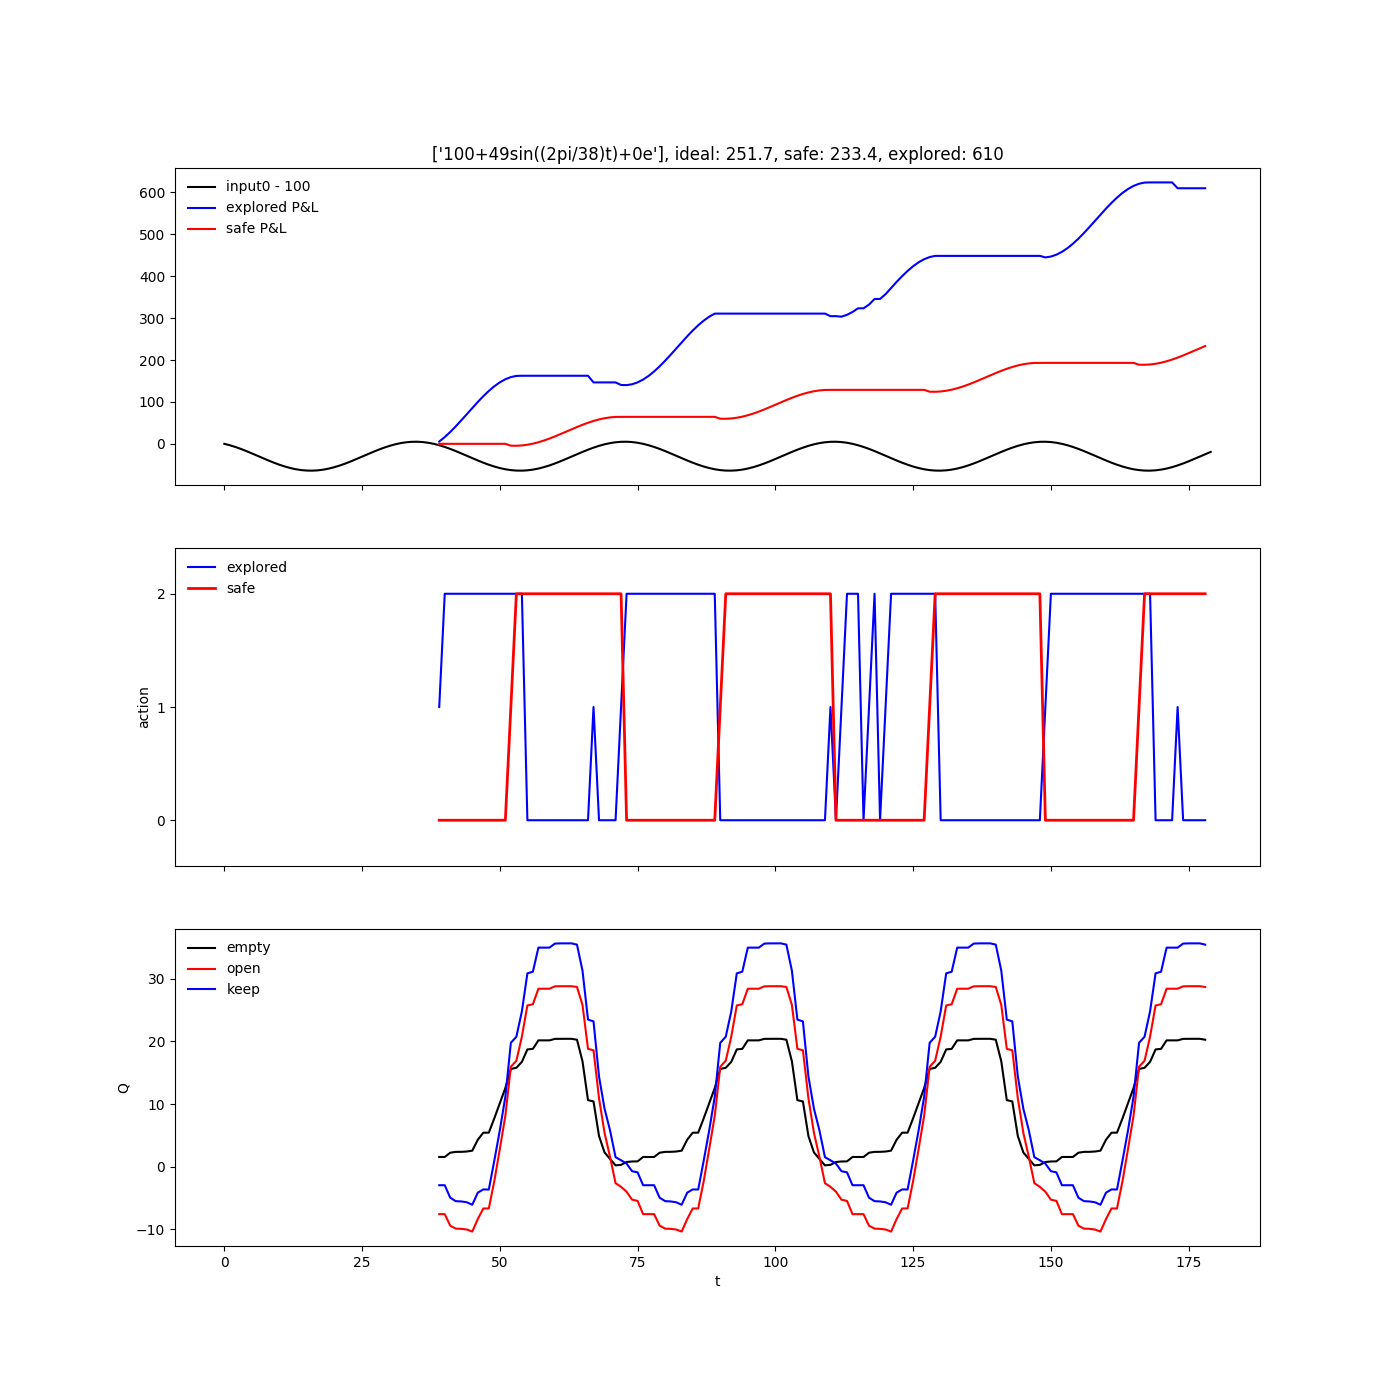 ['100+49sin((2pi/38)t)+0e'], ideal: 251.7, safe: 233.4, explored: 610
input0 - 100
explored P&L
safe P&L
600
500
400
300
200
100
0
explored
safe
action
2
1
0
empty
open
keep
Q
30
20
10
0
−10
0 25 50 75 100 125 150 175
t